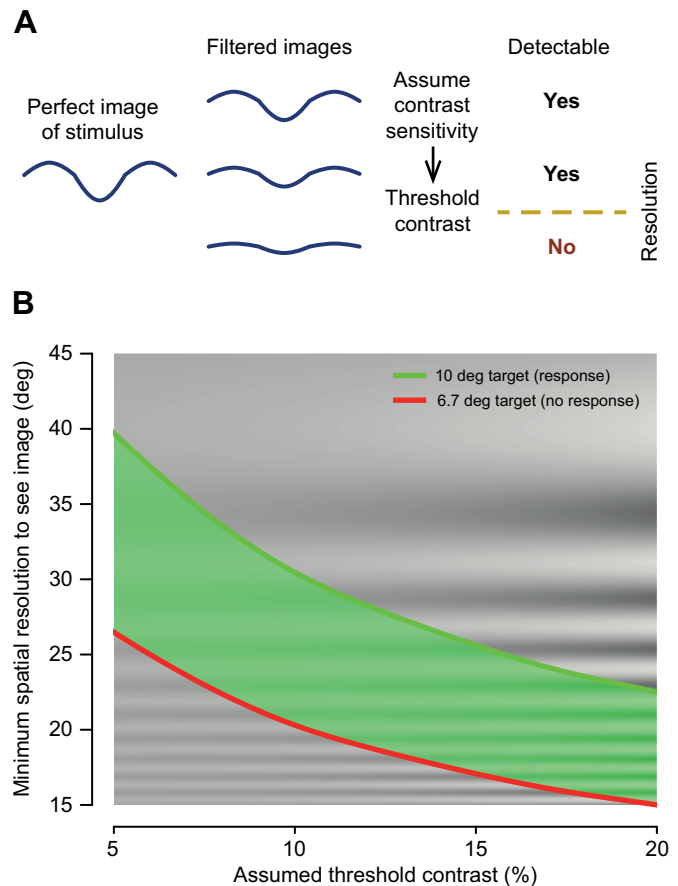 A
Filtered images
Detectable
Perfect image
of stimulus
Assume
contrast
sensitivity
Threshold
contrast
Yes
Yes
No
Resolution
B
Minimum spatial resolution to see image (deg)
45
40
35
30
25
20
15
10 deg target (response)
6.7 deg target (no response)
5
10
15
20
Assumed threshold contrast (%)